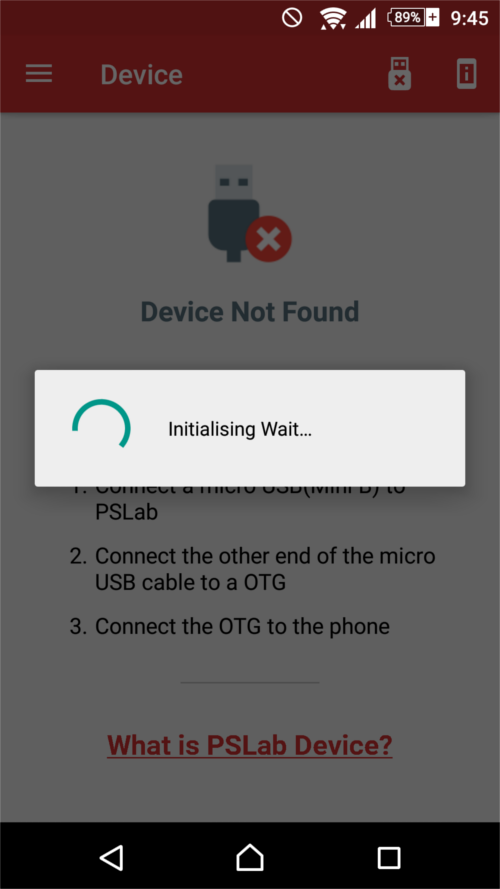 89%
9:45
Device
Device Not Found
Initialising Wait...
1. Connect a micro USB(Mini B) to
PSLab
2. Connect the other end of the micro
USB cable to a OTG
3. Connect the OTG to the phone
What is PSLab Device?